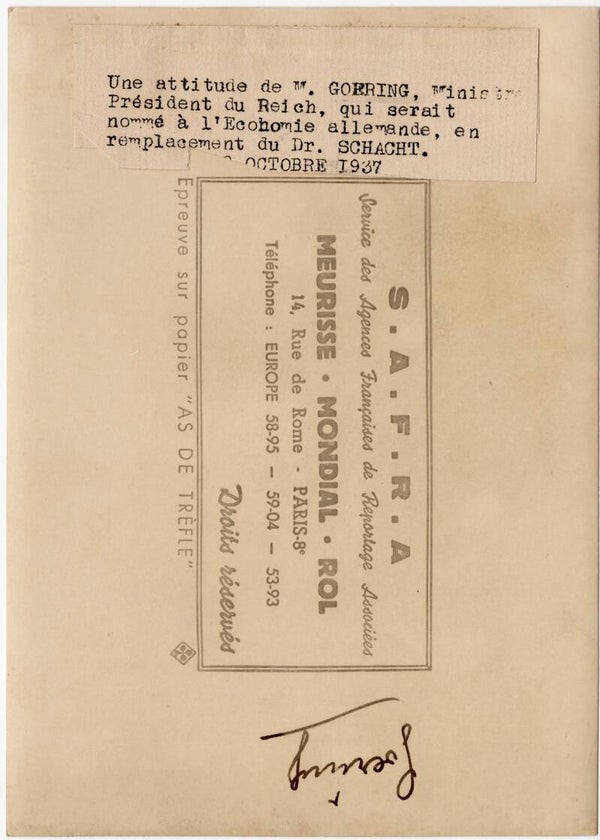 Une attitude de M. GOERING, Ministre
Président du Reich, qui serait
nommé à l'Ecohomie allemande, en
remplacement du Dr. SCHACHT.
OCTOBRE 1937
S. A. F. R. A
Service des Agences Françaises de Reportage Associées
MEURISSE • MONDIAL • ROL
14, Rue de Rome - PARIS-8e
Téléphone : EUROPE 58-95 — 59-04 — 53-93
Droits réservés
Epreuve sur papier "AS DE TRÈFLE"
Goering